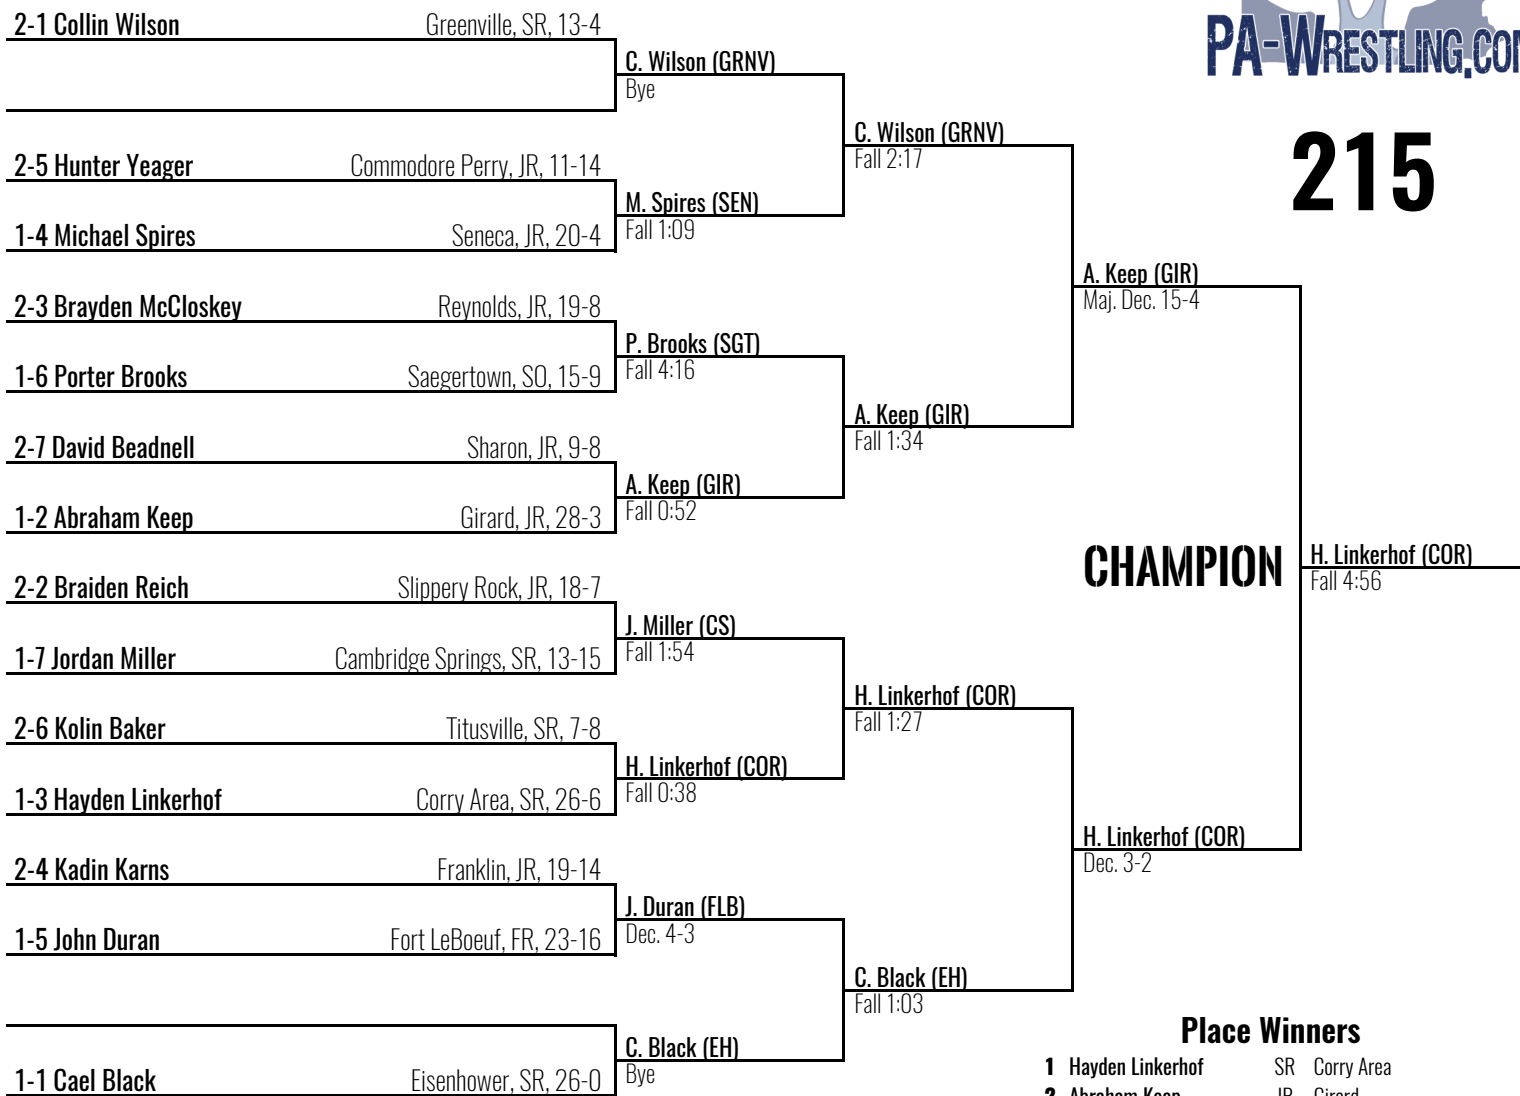 2-1 Collin Wilson Greenville, SR, 13-4
C. Wilson (GRNV)
Bye
2-5 Hunter Yeager Commodore Perry, JR, 11-14
M. Spires (SEN)
Fall 1:09
1-4 Michael Spires Seneca, JR, 20-4
C. Wilson (GRNV)
Fall 2:17
2-3 Brayden McCloskey Reynolds, JR, 19-8
P. Brooks (SGT)
Fall 4:16
1-6 Porter Brooks Saegertown, SO, 15-9
2-7 David Beadnell Sharon, JR, 9-8
A. Keep (GIR)
Fall 0:52
1-2 Abraham Keep Girard, JR, 28-3
A. Keep (GIR)
Fall 1:34
A. Keep (GIR)
Maj. Dec. 15-4
2-2 Braiden Reich Slippery Rock, JR, 18-7
J. Miller (CS)
Fall 1:54
1-7 Jordan Miller Cambridge Springs, SR, 13-15
2-6 Kolin Baker Titusville, SR, 7-8
H. Linkerhof (COR)
Fall 0:38
1-3 Hayden Linkerhof Corry Area, SR, 26-6
H. Linkerhof (COR)
Fall 1:27
2-4 Kadin Karns Franklin, JR, 19-14
J. Duran (FLB)
Dec. 4-3
1-5 John Duran Fort LeBoeuf, FR, 23-16
C. Black (EH)
Bye
1-1 Cael Black Eisenhower, SR, 26-0
C. Black (EH)
Fall 1:03
H. Linkerhof (COR)
Dec. 3-2
CHAMPION
H. Linkerhof (COR)
Fall 4:56
PA-WRESTLING.COM
215
Place Winners
1 Hayden Linkerhof SR Corry Area
2 Abraham Keep JR Girard